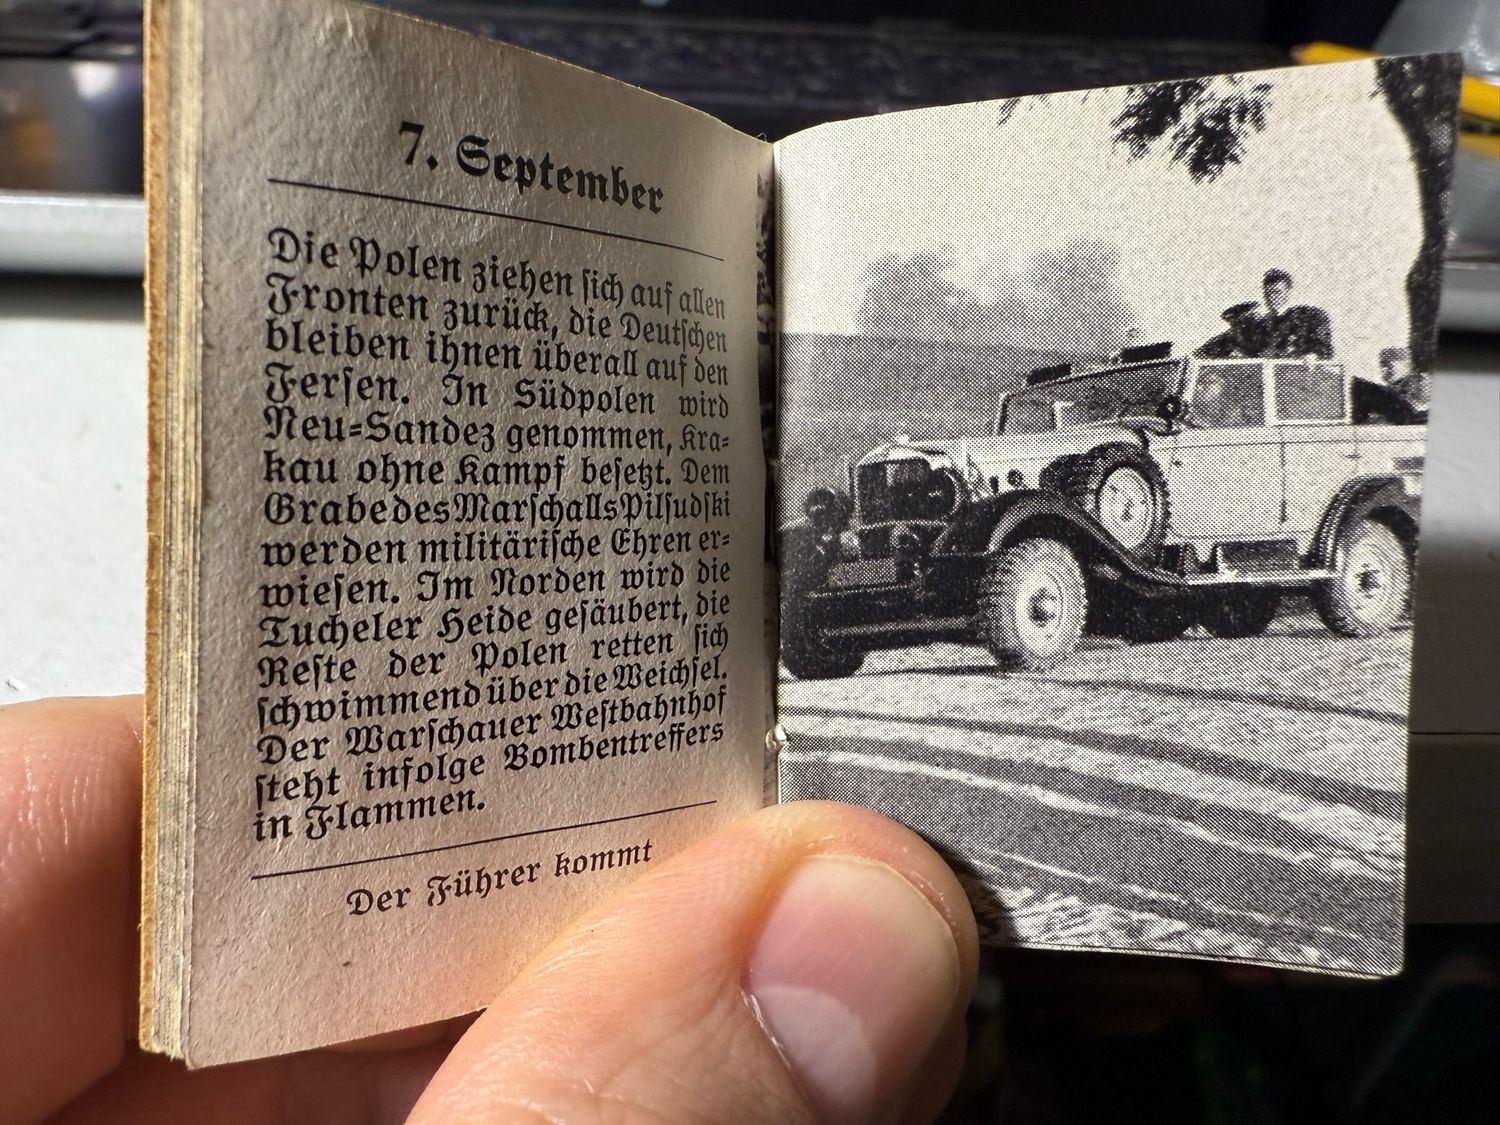 7. September
Die Polen ziehen sich auf allen
Fronten zurück, die Deutschen
bleiben ihnen überall auf den
Fersen. In Südpolen wird
Neu=Sandez genommen, Kra=
kau ohne Kampf besetzt. Dem
Grabe des Marschalls Pilsudski
werden militärische Ehren er=
wiesen. Im Norden wird die
Tucheler Heide gesäubert, die
Reste der Polen retten sich
schwimmend über die Weichsel.
Der Warschauer Westbahnhof
steht infolge Bombentreffers
in Flammen.
Der Führer kommt